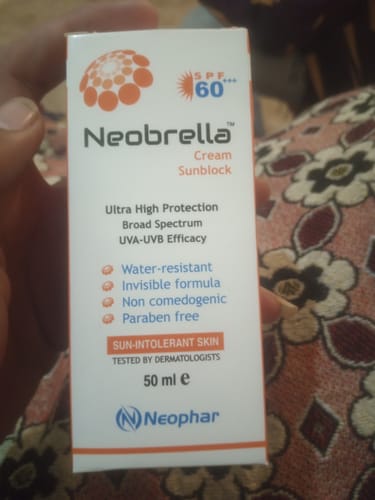 SPF
60+++
Neobrella™
Cream
Sunblock
Ultra High Protection
Broad Spectrum
UVA-UVB Efficacy
Water-resistant
Invisible formula
Non comedogenic
Paraben free
SUN-INTOLERANT SKIN
TESTED BY DERMATOLOGISTS
50 ml e
Neophar